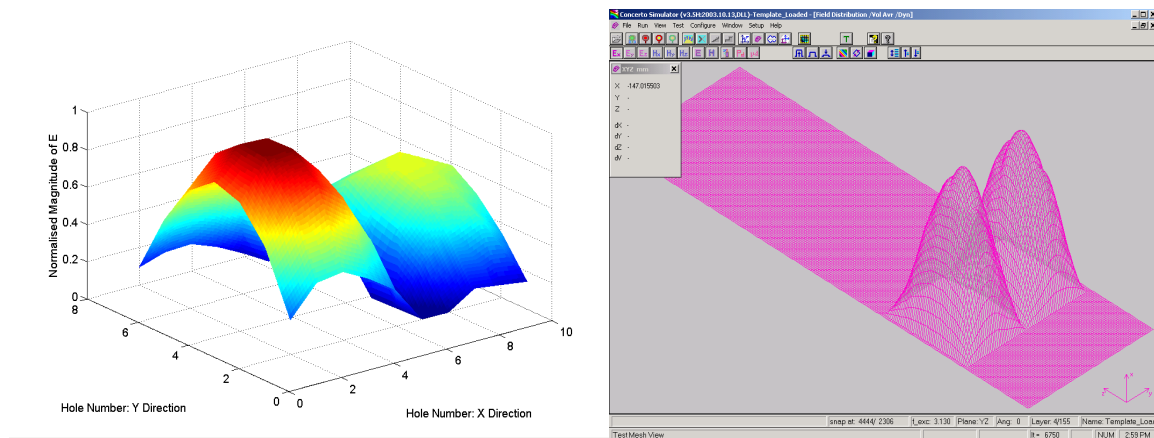 1
0.8
0.6
0.4
0.2
0
Normalised Magnitude of E
8
6
4
2
0
Hole Number: Y Direction
0
2
4
6
8
10
Hole Number: X Direction
Concerto Simulator (v3.5H:2003.10.13,DLL)-Template_Loaded - [Field Distribution /Vol Avr /Dyn]
File Run View Test Configure Window Setup Help
XYZ mm
X -147.015503
Y -
Z -
dX -
dY -
dZ -
dV -
snap at: 4444/ 2306 f_exc: 3.130 Plane: YZ Ang: 0 Layer: 4/155 Name: Template_Load
Test Mesh View It= 6750 NUM 2:59 PM